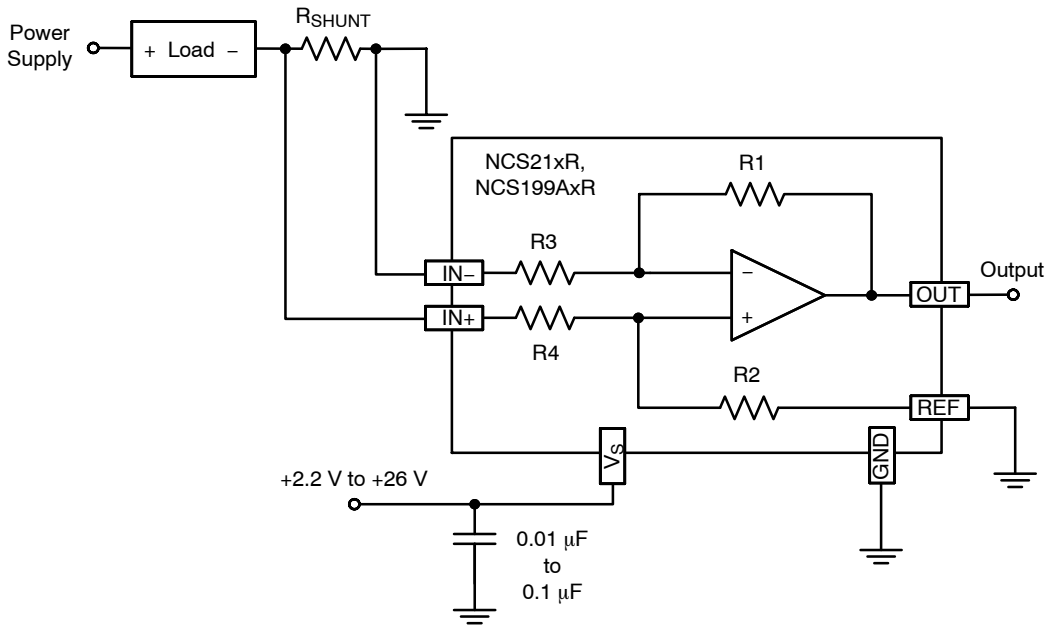 Power
Supply
+ Load −
RSHUNT
NCS21xR,
NCS199AxR
R1
R3
IN−
−
OUT
Output
IN+
+
R4
R2
REF
VS
GND
+2.2 V to +26 V
0.01 μF
to
0.1 μF